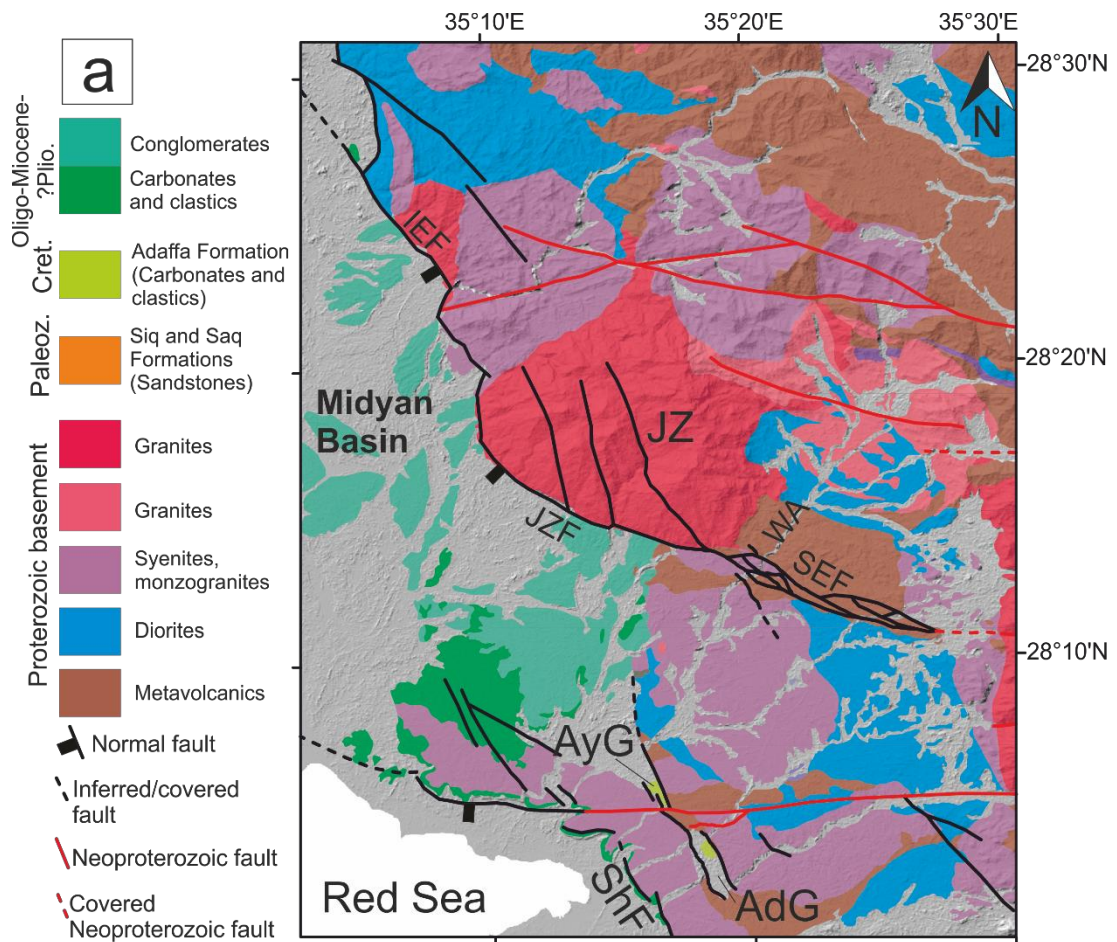 35°10'E
35°20'E
35°30'E
a
28°30'E
N
Oligo-Miocene-
?Plio.
Conglomerates
Carbonates
and clastics
Cret.
Adaffa Formation
(Carbonates and
clastics)
Paleoz.
Siq and Saq
Formations
(Sandstones)
Proterozoic basement
Granites
Granites
Syenites,
monzogranites
Diorites
Metavolcanics
Normal fault
Inferred/covered
fault
Neoproterozoic fault
Covered
Neoproterozoic fault
IEF
28°20'E
Midyan
Basin
JZ
JZF
WA
SEF
28°10'E
AyG
ShF
AdG
Red Sea